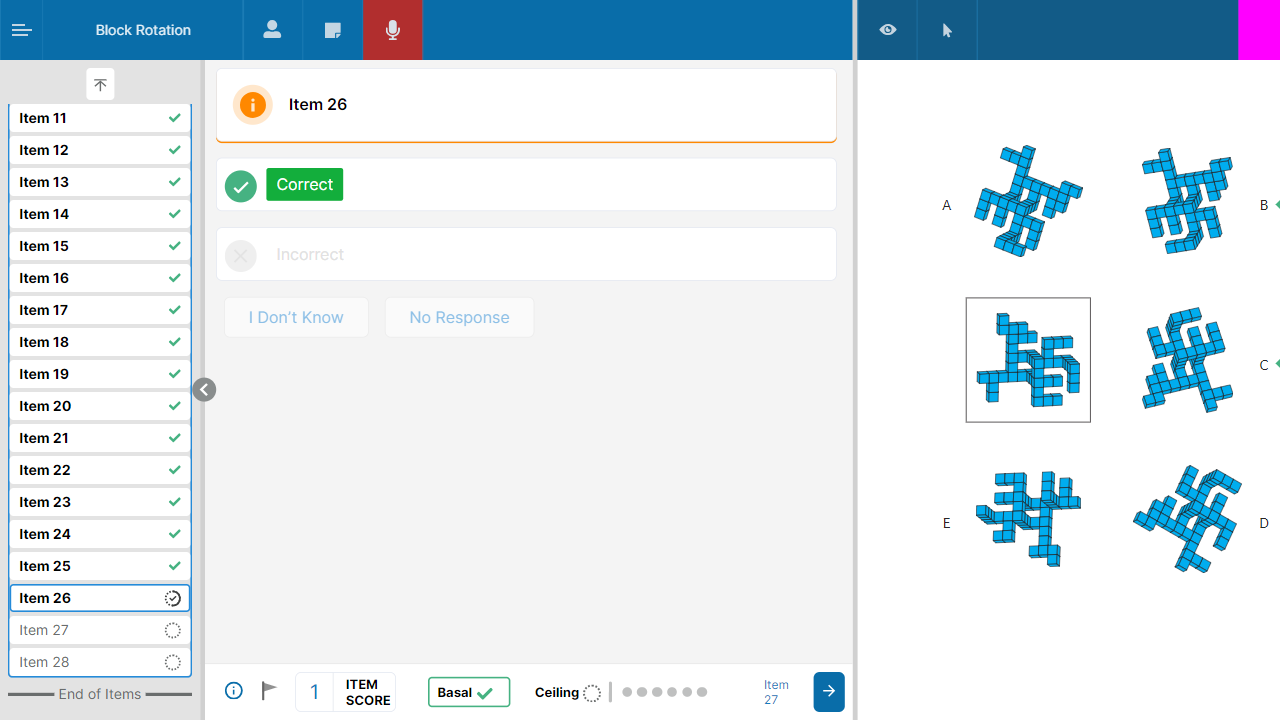 Block Rotation
Item 11
Item 12
Item 13
Item 14
Item 15
Item 16
Item 17
Item 18
Item 19
Item 20
Item 21
Item 22
Item 23
Item 24
Item 25
Item 26
Item 27
Item 28
End of Items
Item 26
Correct
Incorrect
I Don't Know
No Response
1
ITEM
SCORE
Basal
Ceiling
Item
27
A
B
C
E
D